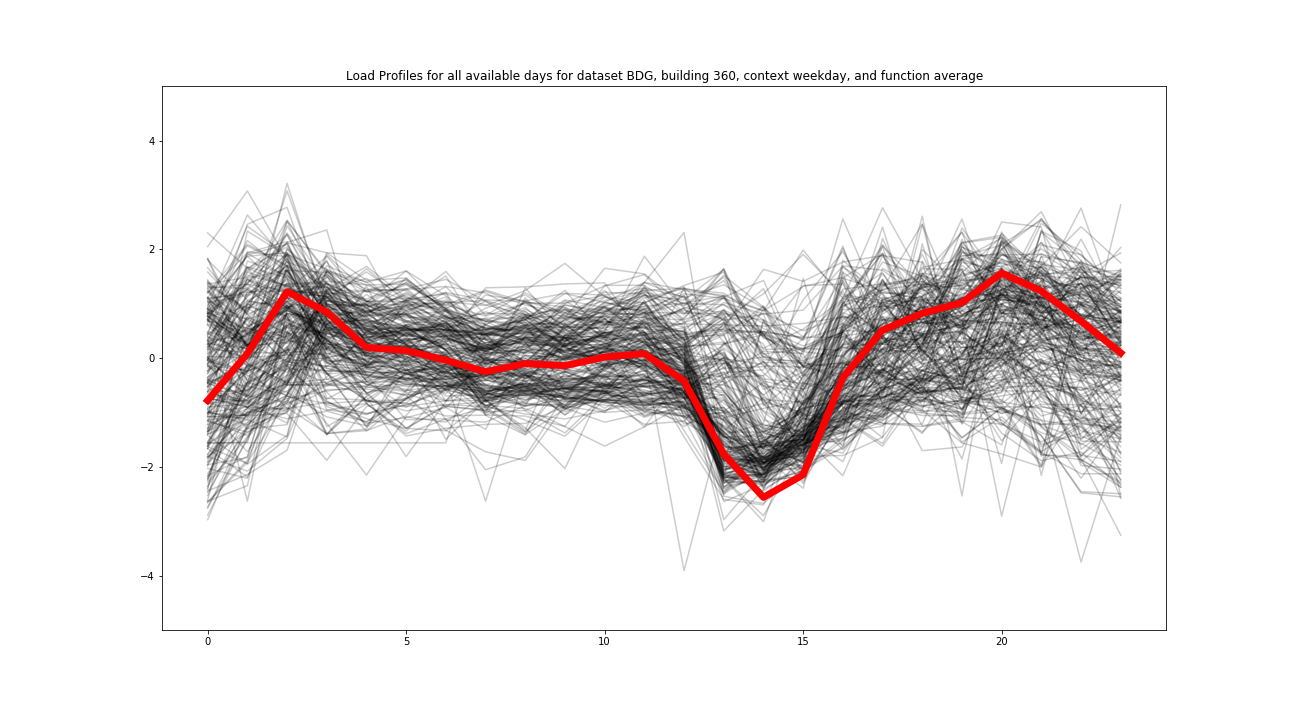 Load Profiles for all available days for dataset BDG, building 360, context weekday, and function average
4
2
0
−2
−4
0 5 10 15 20